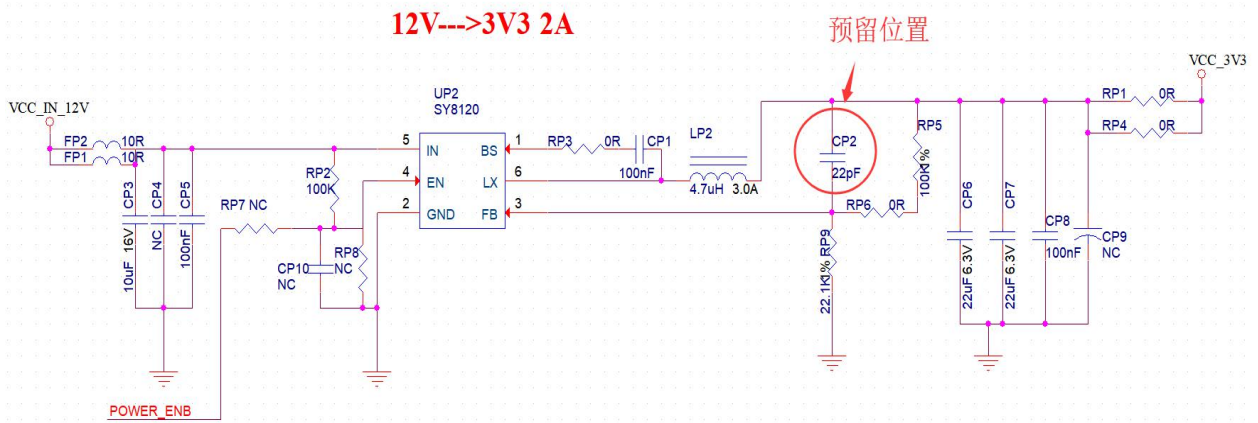 12V--->3V3 2A
预留位置
VCC_3V3
VCC_IN_12V
UP2
SY8120
FP2 10R
FP1 10R
5 IN
BS 1
4 EN
LX 6
2 GND
FB 3
RP3 0R
CP1
100nF
LP2
4.7uH 3.0A
CP2
22pF
RP5
100K 1%
RP6 0R
RP9
22.1K 1%
RP1 0R
RP4 0R
CP3
10uF 16V
CP4
NC
CP5
100nF
RP2
100K
RP7 NC
CP10
NC
RP8
NC
CP6
22uF 6.3V
CP7
22uF 6.3V
CP8
100nF
CP9
NC
POWER_ENB